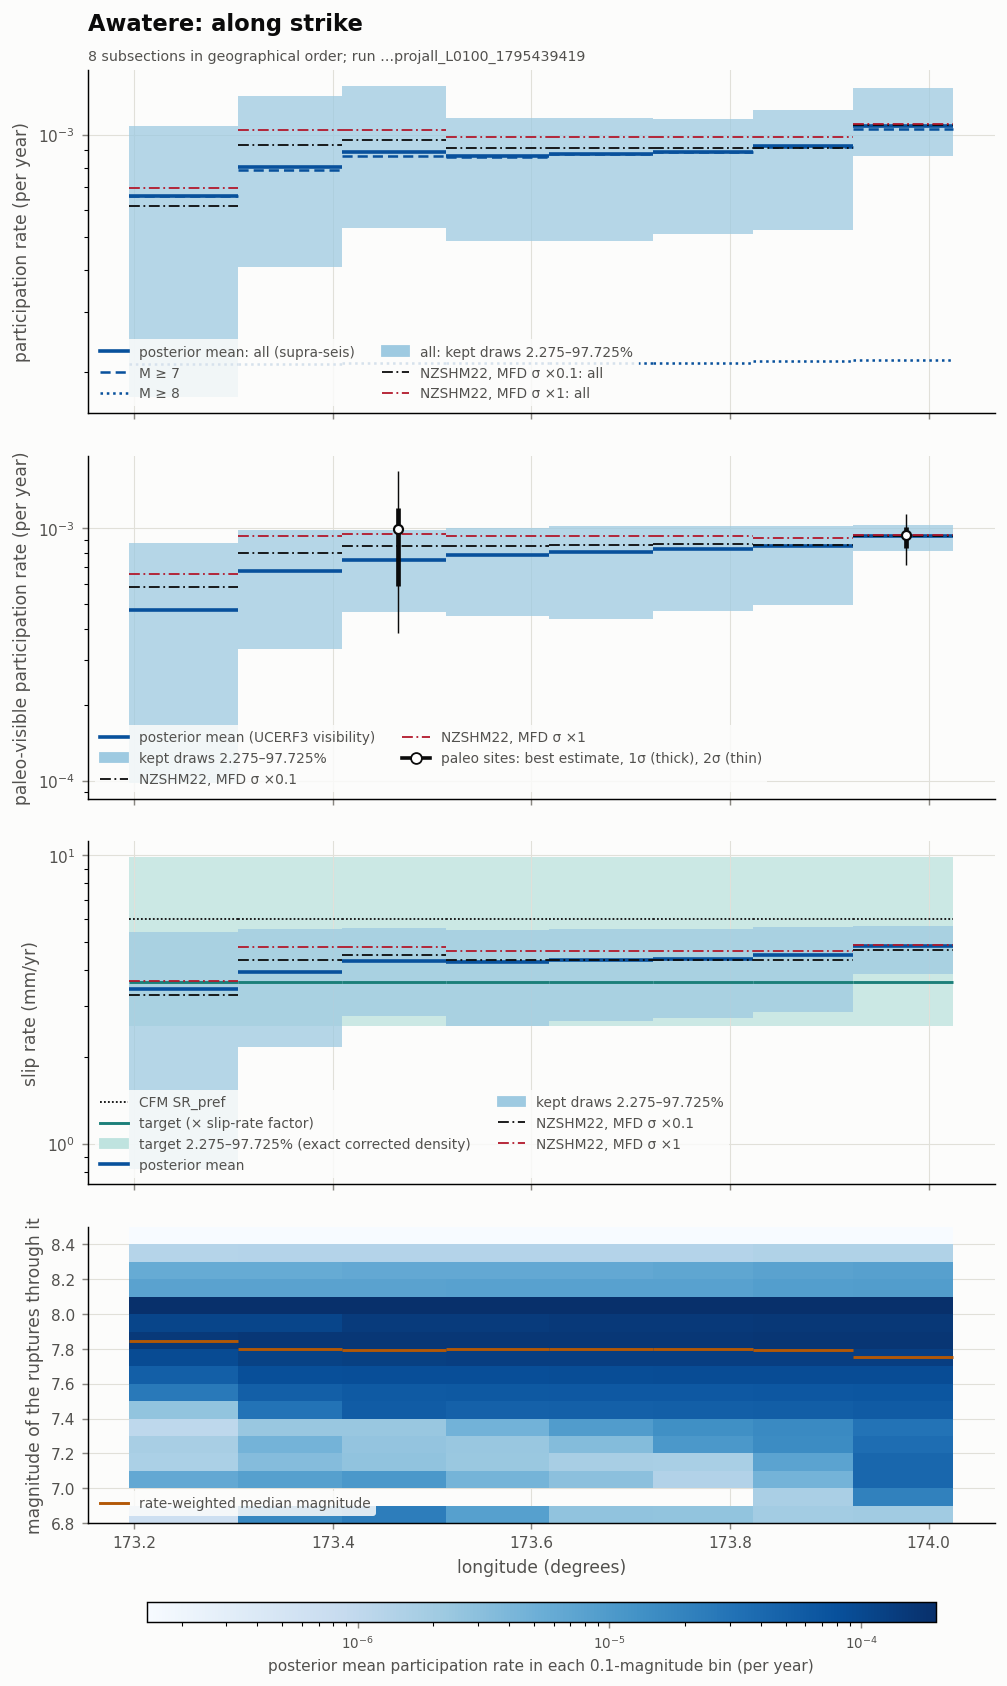 Awatere: along strike
8 subsections in geographical order; run ...projall_L0100_1795439419
participation rate (per year)
10⁻³
posterior mean: all (supra-seis)
M ≥ 7
M ≥ 8
all: kept draws 2.275–97.725%
NZSHM22, MFD σ ×0.1: all
NZSHM22, MFD σ ×1: all
paleo-visible participation rate (per year)
10⁻³
10⁻⁴
posterior mean (UCERF3 visibility)
kept draws 2.275–97.725%
NZSHM22, MFD σ ×0.1
NZSHM22, MFD σ ×1
paleo sites: best estimate, 1σ (thick), 2σ (thin)
slip rate (mm/yr)
10¹
10⁰
CFM SR_pref
target (× slip-rate factor)
target 2.275–97.725% (exact corrected density)
posterior mean
kept draws 2.275–97.725%
NZSHM22, MFD σ ×0.1
NZSHM22, MFD σ ×1
magnitude of the ruptures through it
8.4
8.2
8.0
7.8
7.6
7.4
7.2
7.0
6.8
rate-weighted median magnitude
173.2 173.4 173.6 173.8 174.0
longitude (degrees)
10⁻⁶ 10⁻⁵ 10⁻⁴
posterior mean participation rate in each 0.1-magnitude bin (per year)